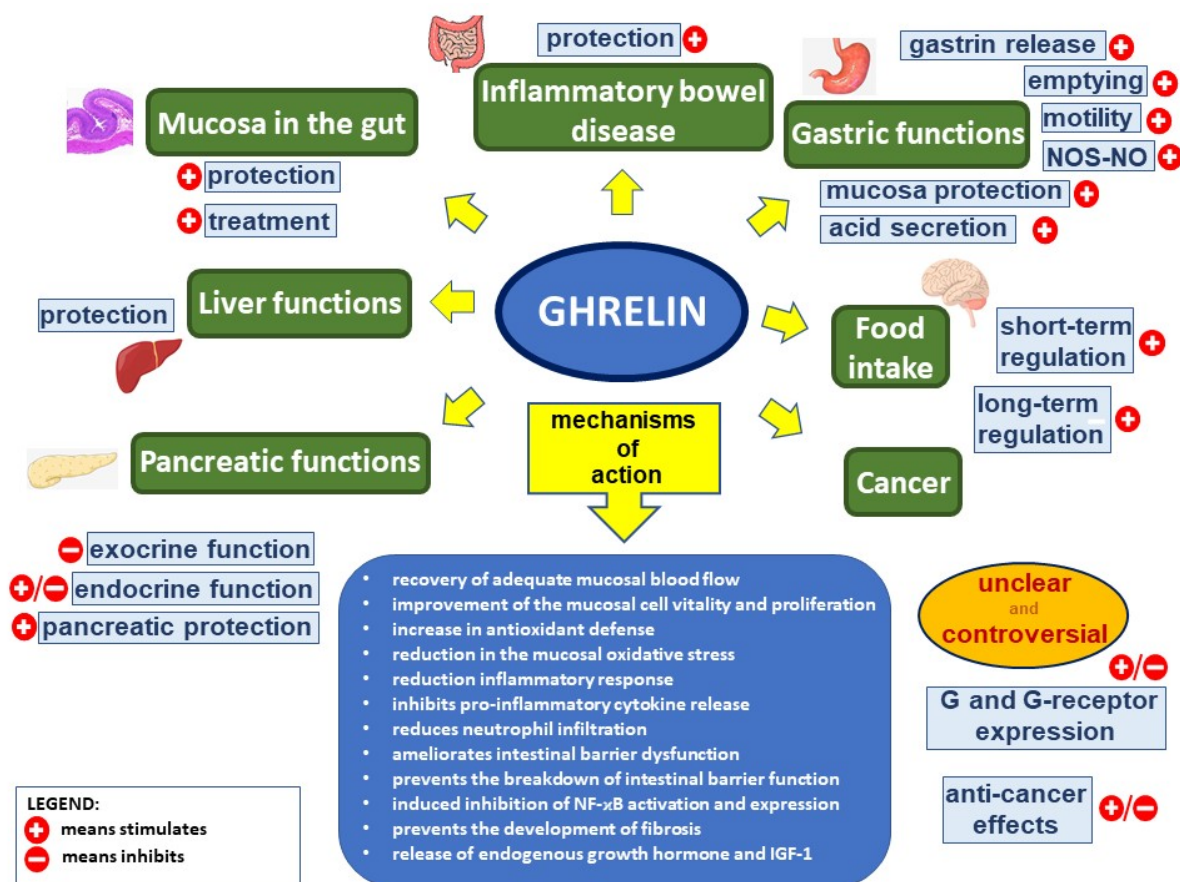 protection
Inflammatory bowel
disease
gastrin release
emptying
motility
NOS-NO
Gastric functions
mucosa protection
acid secretion
Mucosa in the gut
protection
treatment
Liver functions
protection
GHRELIN
Food
intake
short-term
regulation
long-term
regulation
Pancreatic functions
mechanisms
of
action
Cancer
exocrine function
+/− endocrine function
pancreatic protection
• recovery of adequate mucosal blood flow
• improvement of the mucosal cell vitality and proliferation
• increase in antioxidant defense
• reduction in the mucosal oxidative stress
• reduction inflammatory response
• inhibits pro-inflammatory cytokine release
• reduces neutrophil infiltration
• ameliorates intestinal barrier dysfunction
• prevents the breakdown of intestinal barrier function
• induced inhibition of NF-κB activation and expression
• prevents the development of fibrosis
• release of endogenous growth hormone and IGF-1
unclear
and
controversial
+/−
G and G-receptor
expression
anti-cancer
effects +/−
LEGEND:
+ means stimulates
− means inhibits